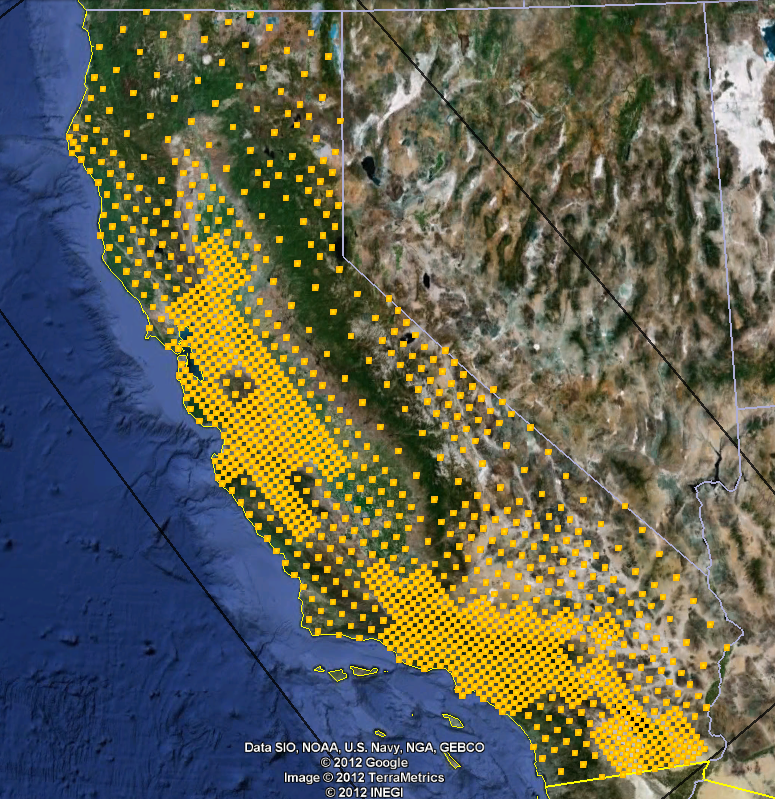 Data SIO, NOAA, U.S. Navy, NGA, GEBCO
© 2012 Google
Image © 2012 TerraMetrics
© 2012 INEGI